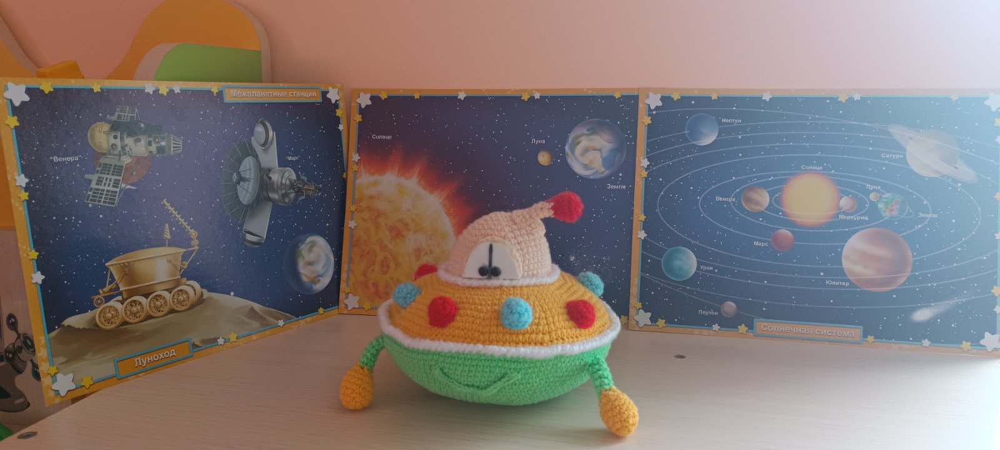 Межпланетные станции
"Венера"
"Марс"
Луноход
Солнце
Луна
Земля
Нептун
Сатурн
Солнце
Луна
Венера
Меркурий
Земля
Марс
Уран
Юпитер
Плутон
Солнечная система